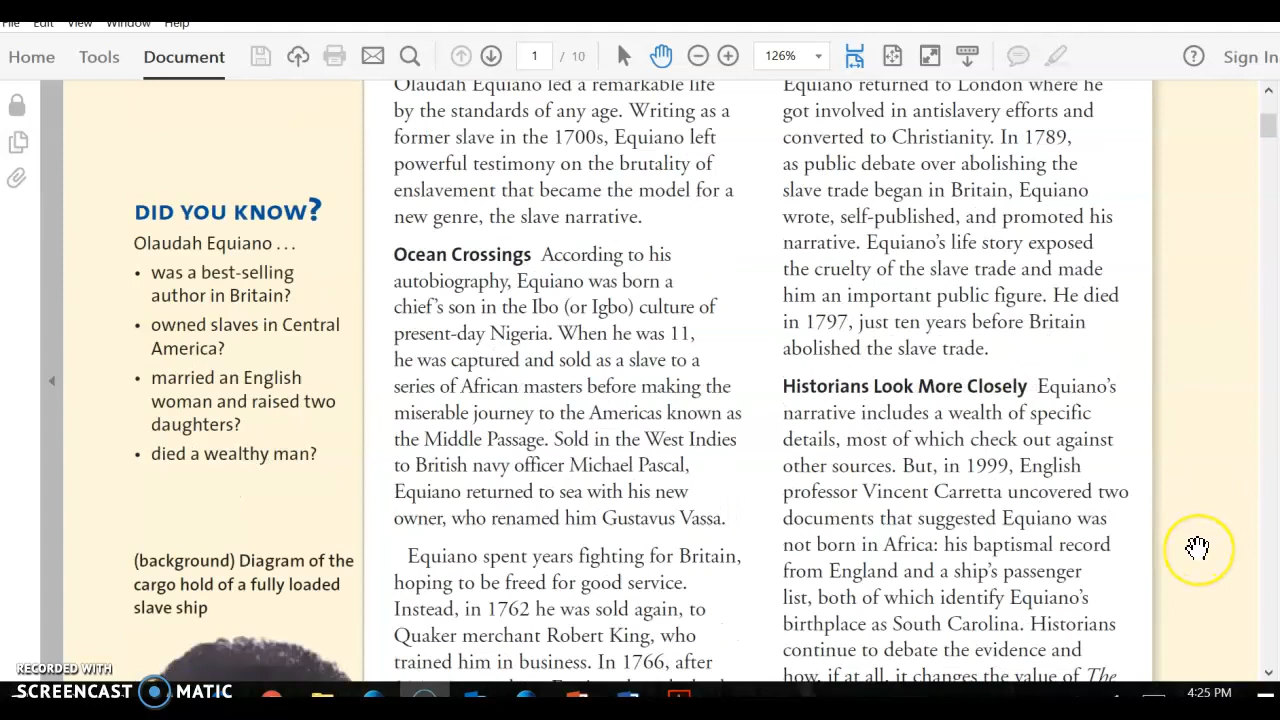 File Edit View Window Help
Home Tools Document 1 / 10 126% Sign In
DID YOU KNOW?
Olaudah Equiano …
• was a best-selling
author in Britain?
• owned slaves in Central
America?
• married an English
woman and raised two
daughters?
• died a wealthy man?
(background) Diagram of the
cargo hold of a fully loaded
slave ship
Olaudah Equiano led a remarkable life
by the standards of any age. Writing as a
former slave in the 1700s, Equiano left
powerful testimony on the brutality of
enslavement that became the model for a
new genre, the slave narrative.
Ocean Crossings According to his
autobiography, Equiano was born a
chief’s son in the Ibo (or Igbo) culture of
present-day Nigeria. When he was 11,
he was captured and sold as a slave to a
series of African masters before making the
miserable journey to the Americas known as
the Middle Passage. Sold in the West Indies
to British navy officer Michael Pascal,
Equiano returned to sea with his new
owner, who renamed him Gustavus Vassa.
Equiano spent years fighting for Britain,
hoping to be freed for good service.
Instead, in 1762 he was sold again, to
Quaker merchant Robert King, who
trained him in business. In 1766, after
Equiano returned to London where he
got involved in antislavery efforts and
converted to Christianity. In 1789,
as public debate over abolishing the
slave trade began in Britain, Equiano
wrote, self-published, and promoted his
narrative. Equiano’s life story exposed
the cruelty of the slave trade and made
him an important public figure. He died
in 1797, just ten years before Britain
abolished the slave trade.
Historians Look More Closely Equiano’s
narrative includes a wealth of specific
details, most of which check out against
other sources. But, in 1999, English
professor Vincent Carretta uncovered two
documents that suggested Equiano was
not born in Africa: his baptismal record
from England and a ship’s passenger
list, both of which identify Equiano’s
birthplace as South Carolina. Historians
continue to debate the evidence and
how, if at all, it changes the value of The
RECORDED WITH
SCREENCAST MATIC
4:25 PM